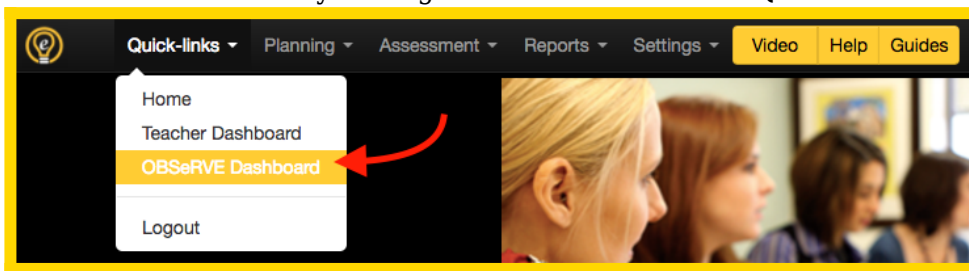 Quick-links Planning Assessment Reports Settings Video Help Guides
Home
Teacher Dashboard
OBSeRVE Dashboard
Logout